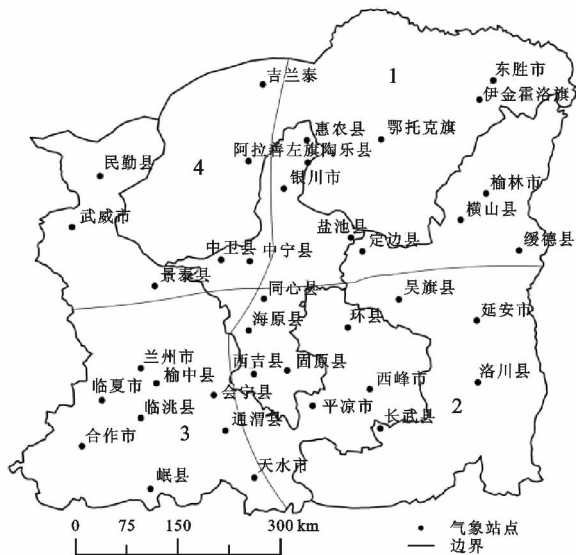 吉兰泰
1
东胜市
伊金霍洛旗
惠农县
鄂托克旗
阿拉善左旗
陶乐县
民勤县
4
银川市
榆林市
横山县
武威市
盐池县
定边县
绥德县
中卫县
中宁县
景泰县
同心县
吴旗县
海原县
环县
延安市
兰州市
榆中县
西吉县
固原县
洛川县
临夏市
会宁县
西峰市
临洮县
平凉市
2
合作市
3
通渭县
长武县
岷县
天水市
0 75 150 300 km
气象站点
边界